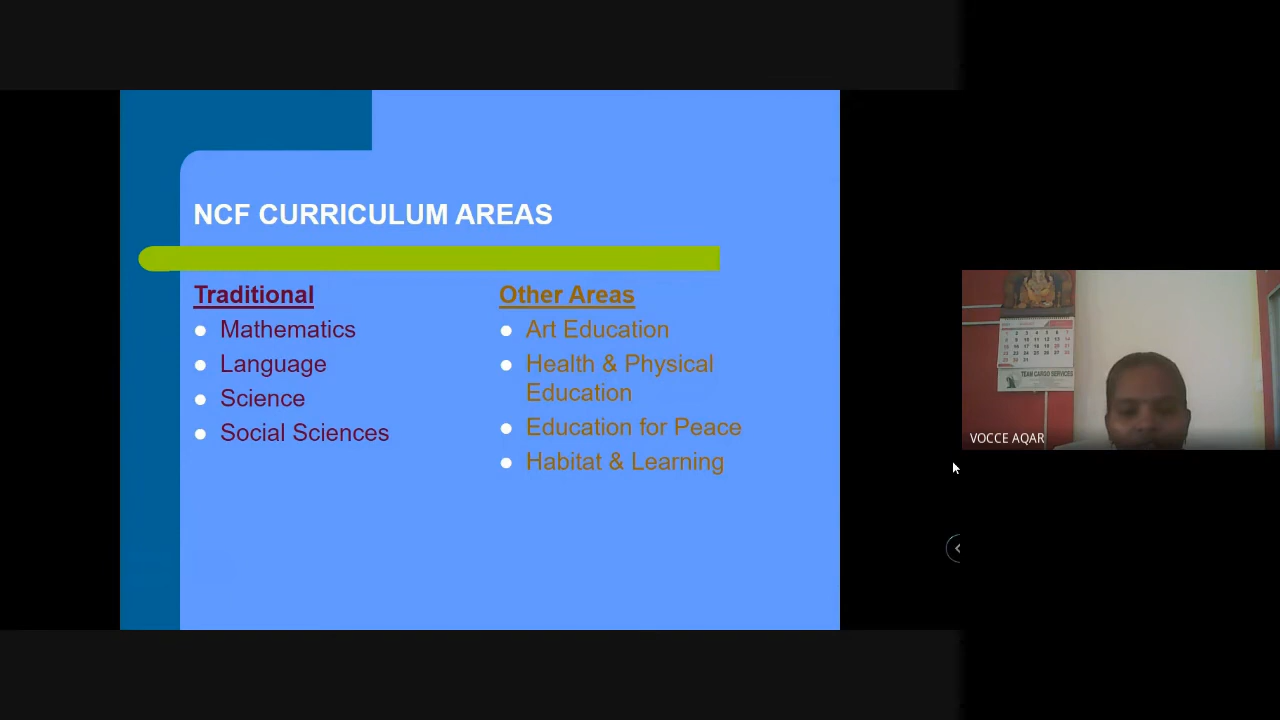 NCF CURRICULUM AREAS
Traditional
Mathematics
Language
Science
Social Sciences
Other Areas
Art Education
Health & Physical
Education
Education for Peace
Habitat & Learning
TEAM CARGO SERVICES
VOCCE AQAR